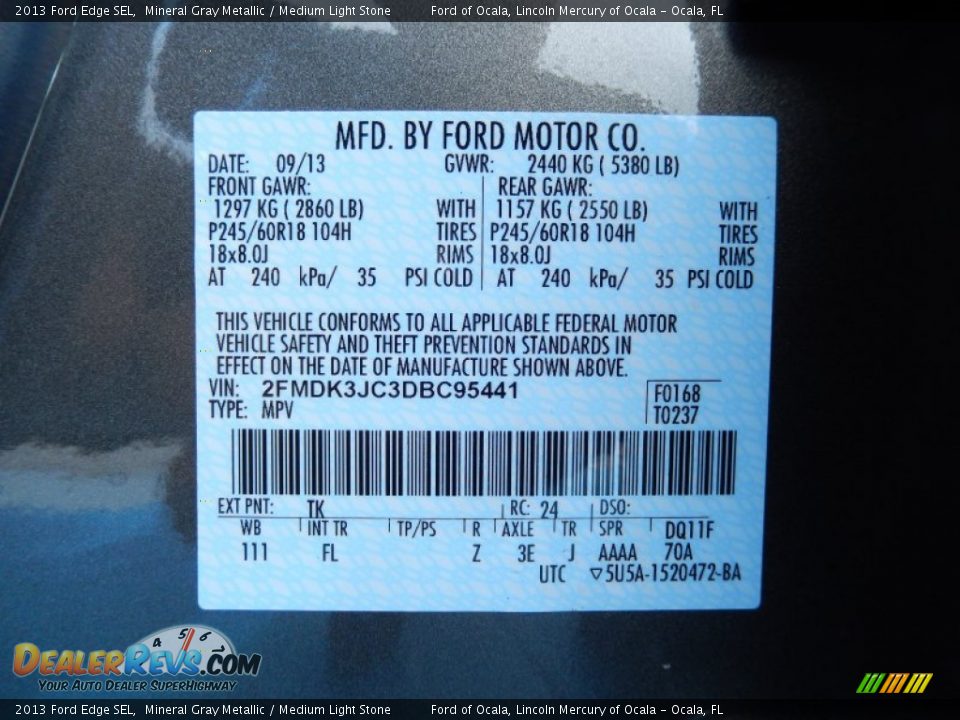 2013 Ford Edge SEL, Mineral Gray Metallic / Medium Light Stone Ford of Ocala, Lincoln Mercury of Ocala - Ocala, FL
MFD. BY FORD MOTOR CO.
DATE: 09/13 GVWR: 2440 KG ( 5380 LB)
FRONT GAWR: REAR GAWR:
1297 KG ( 2860 LB) WITH 1157 KG ( 2550 LB) WITH
P245/60R18 104H TIRES P245/60R18 104H TIRES
18x8.0J RIMS 18x8.0J RIMS
AT 240 kPa/ 35 PSI COLD AT 240 kPa/ 35 PSI COLD
THIS VEHICLE CONFORMS TO ALL APPLICABLE FEDERAL MOTOR
VEHICLE SAFETY AND THEFT PREVENTION STANDARDS IN
EFFECT ON THE DATE OF MANUFACTURE SHOWN ABOVE.
VIN: 2FMDK3JC3DBC95441 F0168
TYPE: MPV T0237
EXT PNT: TK RC: 24 DSO:
WB INT TR TP/PS R AXLE TR SPR DQ11F
111 FL Z 3E J AAAA 70A
UTC ▽5U5A-1520472-BA
4 5 6
DEALERREVS.COM
YOUR AUTO DEALER SUPERHIGHWAY
2013 Ford Edge SEL, Mineral Gray Metallic / Medium Light Stone Ford of Ocala, Lincoln Mercury of Ocala - Ocala, FL